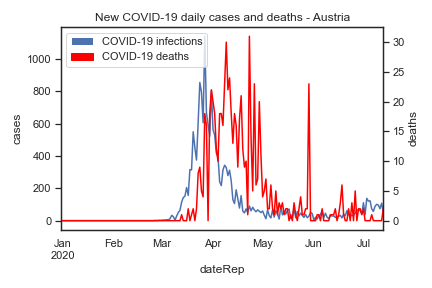 New COVID-19 daily cases and deaths - Austria
COVID-19 infections
COVID-19 deaths
1000
800
600
400
200
0
cases
30
25
20
15
10
5
0
deaths
Jan
2020
Feb
Mar
Apr
May
Jun
Jul
dateRep